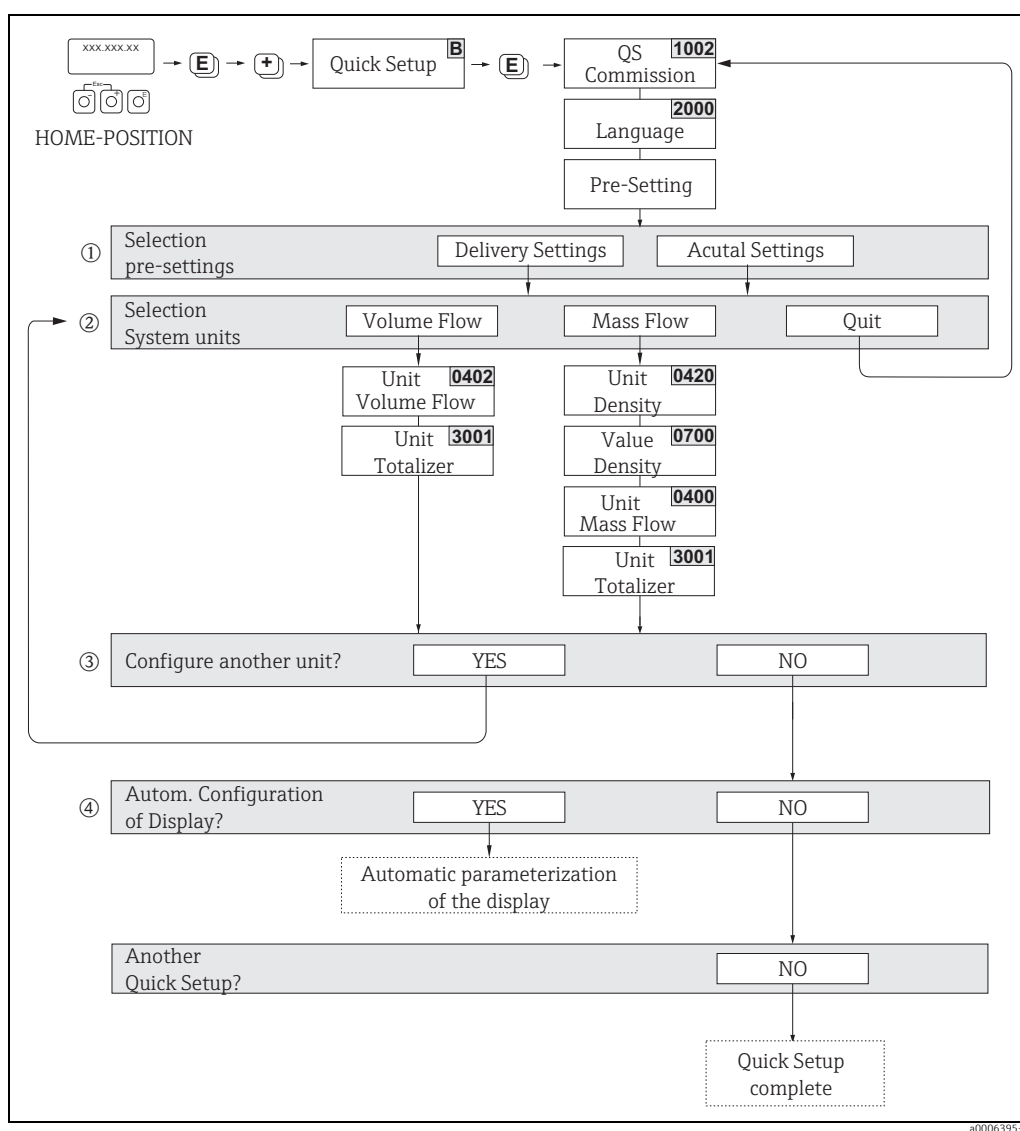 XXX.XXX.XX
Esc
- + E
HOME-POSITION
E
+
Quick Setup B
E
QS 1002
Commission
2000
Language
Pre-Setting
① Selection
pre-settings
Delivery Settings
Acutal Settings
② Selection
System units
Volume Flow
Mass Flow
Quit
Unit 0402
Volume Flow
Unit 3001
Totalizer
Unit 0420
Density
Value 0700
Density
Unit 0400
Mass Flow
Unit 3001
Totalizer
③ Configure another unit?
YES
NO
④ Autom. Configuration
of Display?
YES
NO
Automatic parameterization
of the display
Another
Quick Setup?
NO
Quick Setup
complete